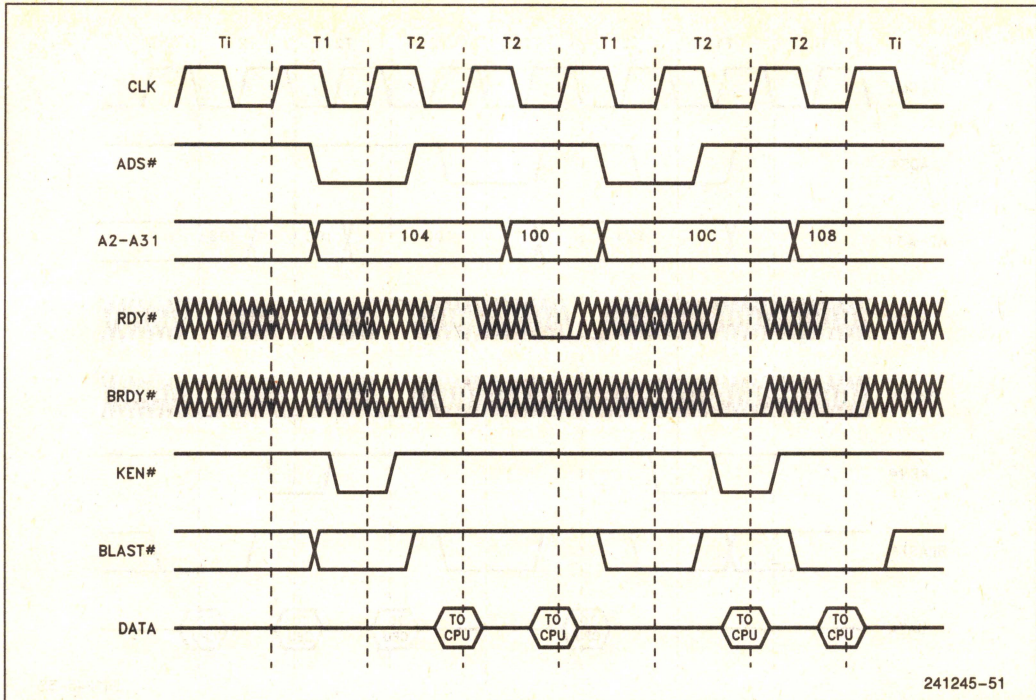 Ti T1 T2 T2 T1 T2 T2 Ti
CLK
ADS#
A2-A31 104 100 10C 108
RDY#
BRDY#
KEN#
BLAST#
DATA TO CPU TO CPU TO CPU TO CPU
241245-51